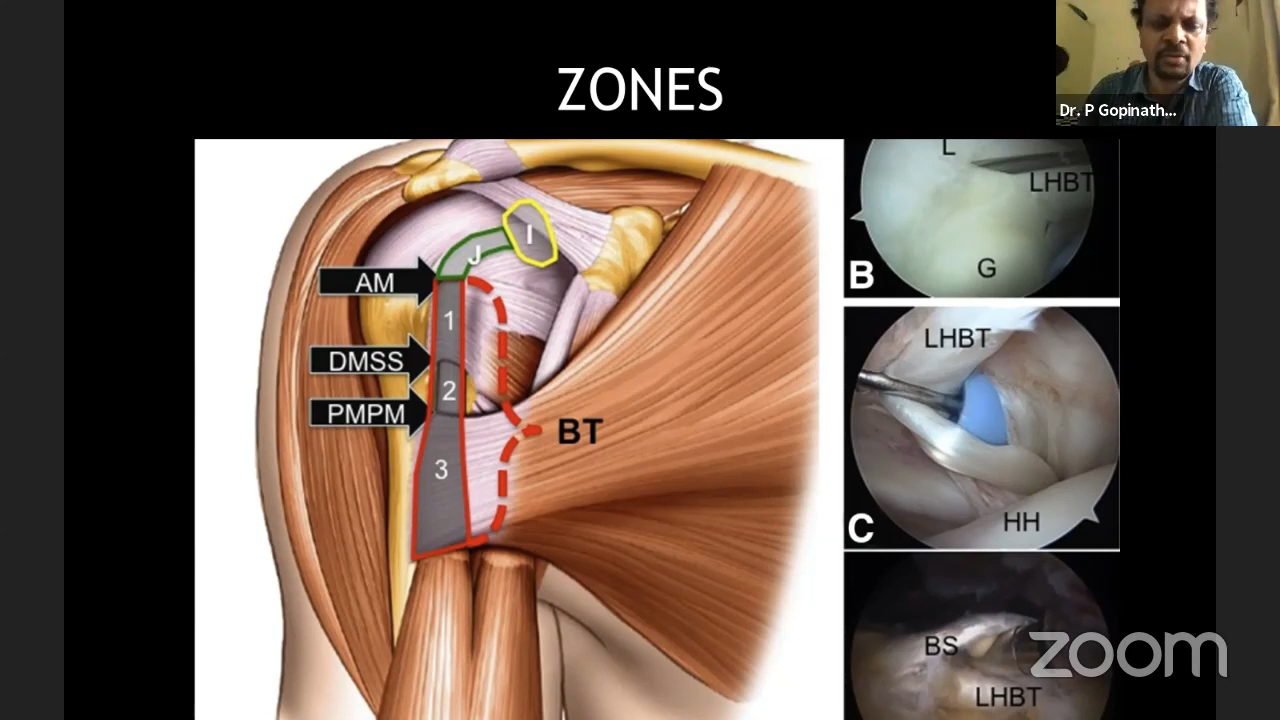 ZONES
Dr. P Gopinath...
I
J
AM
1
DMSS
2
PMPM
BT
3
L
LHBT
G
B
LHBT
HH
C
BS
LHBT
zoom